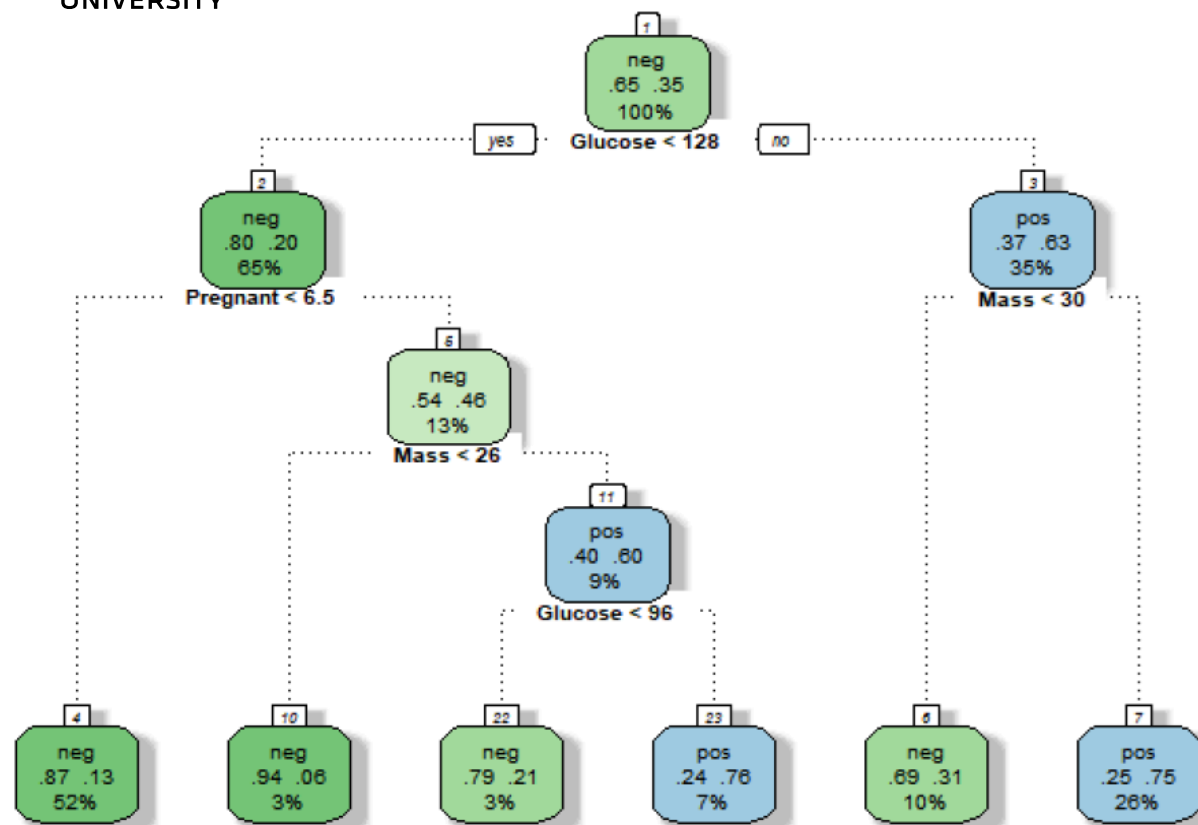 UNIVERSITY
1
neg
.65 .35
100%
yes
Glucose < 128
no
2
neg
.80 .20
65%
Pregnant < 6.5
3
pos
.37 .63
35%
Mass < 30
5
neg
.54 .46
13%
Mass < 26
11
pos
.40 .60
9%
Glucose < 96
4
neg
.87 .13
52%
10
neg
.94 .06
3%
22
neg
.79 .21
3%
23
pos
.24 .76
7%
6
neg
.69 .31
10%
7
pos
.25 .75
26%